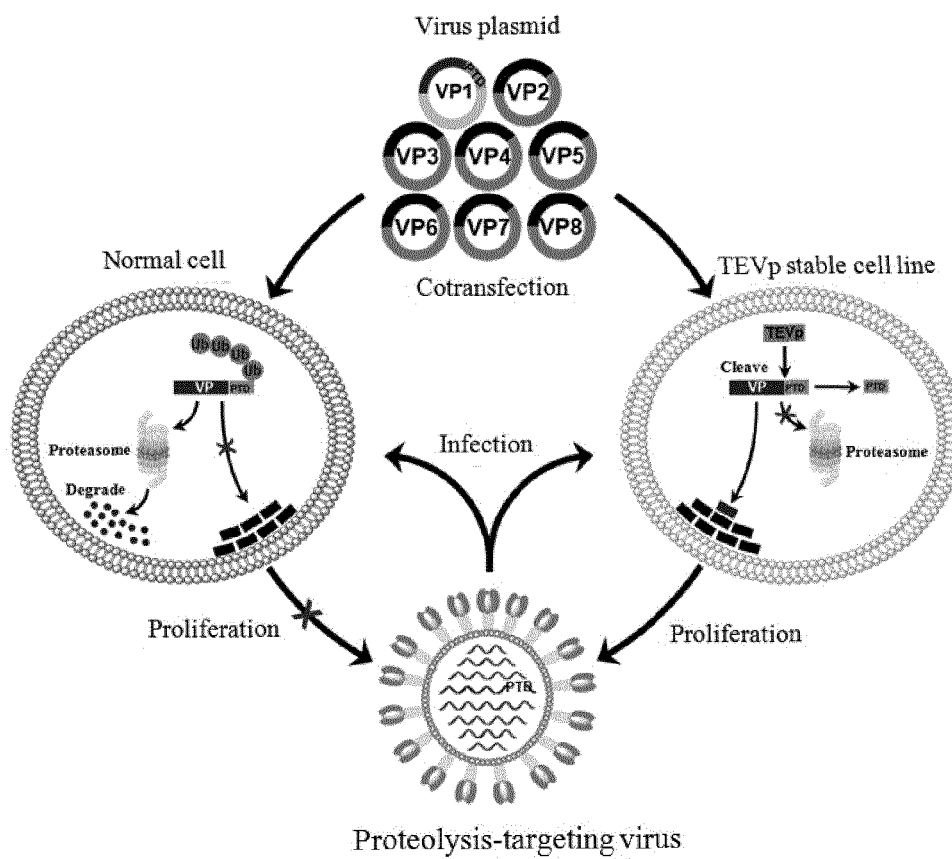 Virus plasmid
VP1
PTD
VP2
VP3
VP4
VP5
VP6
VP7
VP8
Cotransfection
Normal cell
Ub
Ub
Ub
Ub
VP
PTD
Proteasome
Degrade
TEVp stable cell line
TEVp
Cleave
VP
PTD
PTD
Proteasome
Infection
Proliferation
Proliferation
PTD
Proteolysis-targeting virus